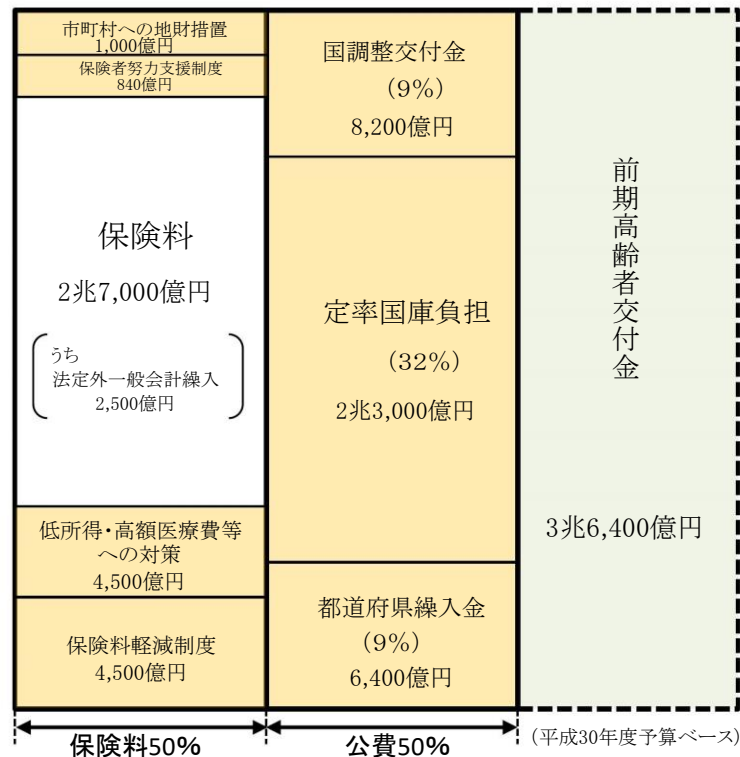 市町村への地財措置
1,000億円
保険者努力支援制度
840億円
保険料
2兆7,000億円
うち
法定外一般会計繰入
2,500億円
低所得・高額医療費等
への対策
4,500億円
保険料軽減制度
4,500億円
国調整交付金
(9%)
8,200億円
定率国庫負担
(32%)
2兆3,000億円
都道府県繰入金
(9%)
6,400億円
前期高齢者交付金
3兆6,400億円
保険料50%
公費50%
(平成30年度予算ベース)